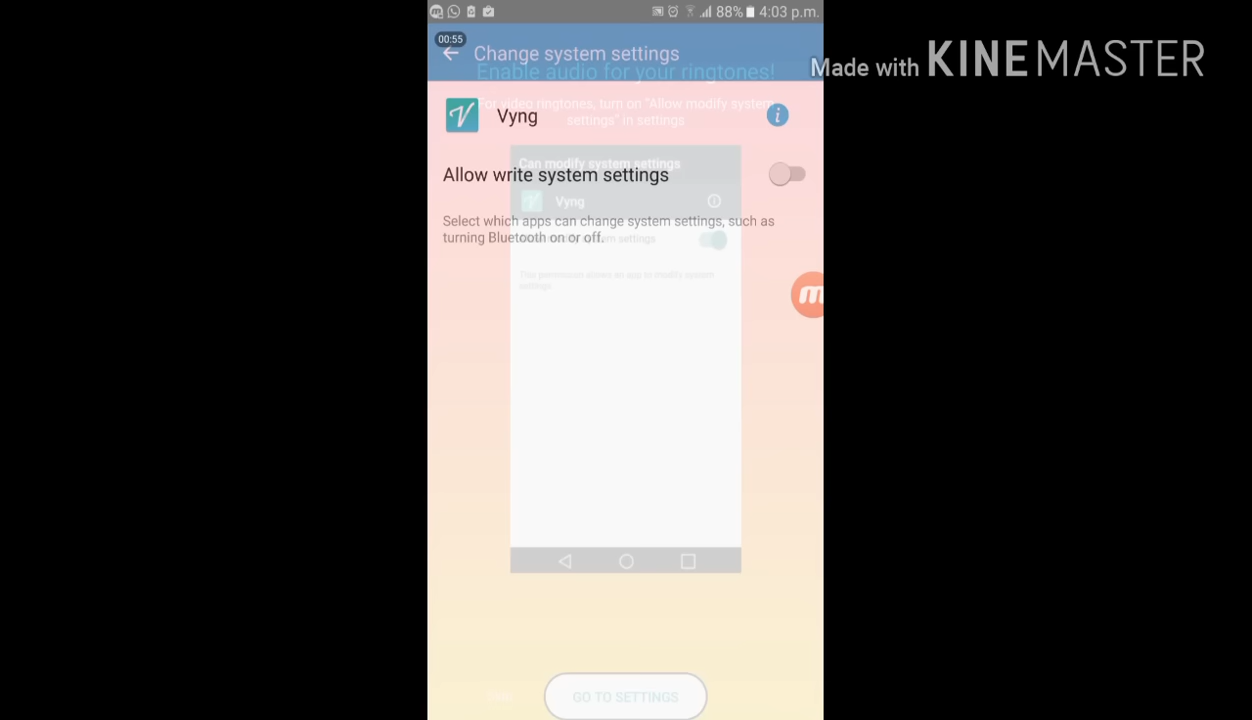 88% 4:03 p.m.
00:55
Change system settings
Enable audio for your ringtones!
Made with KINEMASTER
For video ringtones, turn on "Allow modify system
settings" in settings
Vyng
Can modify system settings
Allow write system settings
Vyng
Select which apps can change system settings, such as
turning Bluetooth on or off.
system settings
This permission allows an app to modify system
settings
GO TO SETTINGS